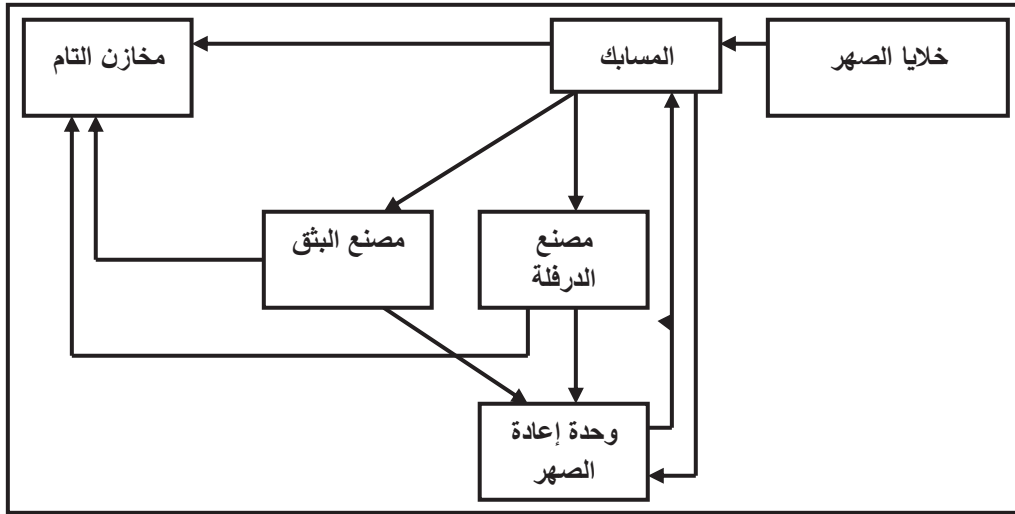 خلايا الصهر
المسابك
مخازن التام
مصنع
الدرفلة
مصنع البثق
وحدة إعادة
الصهر